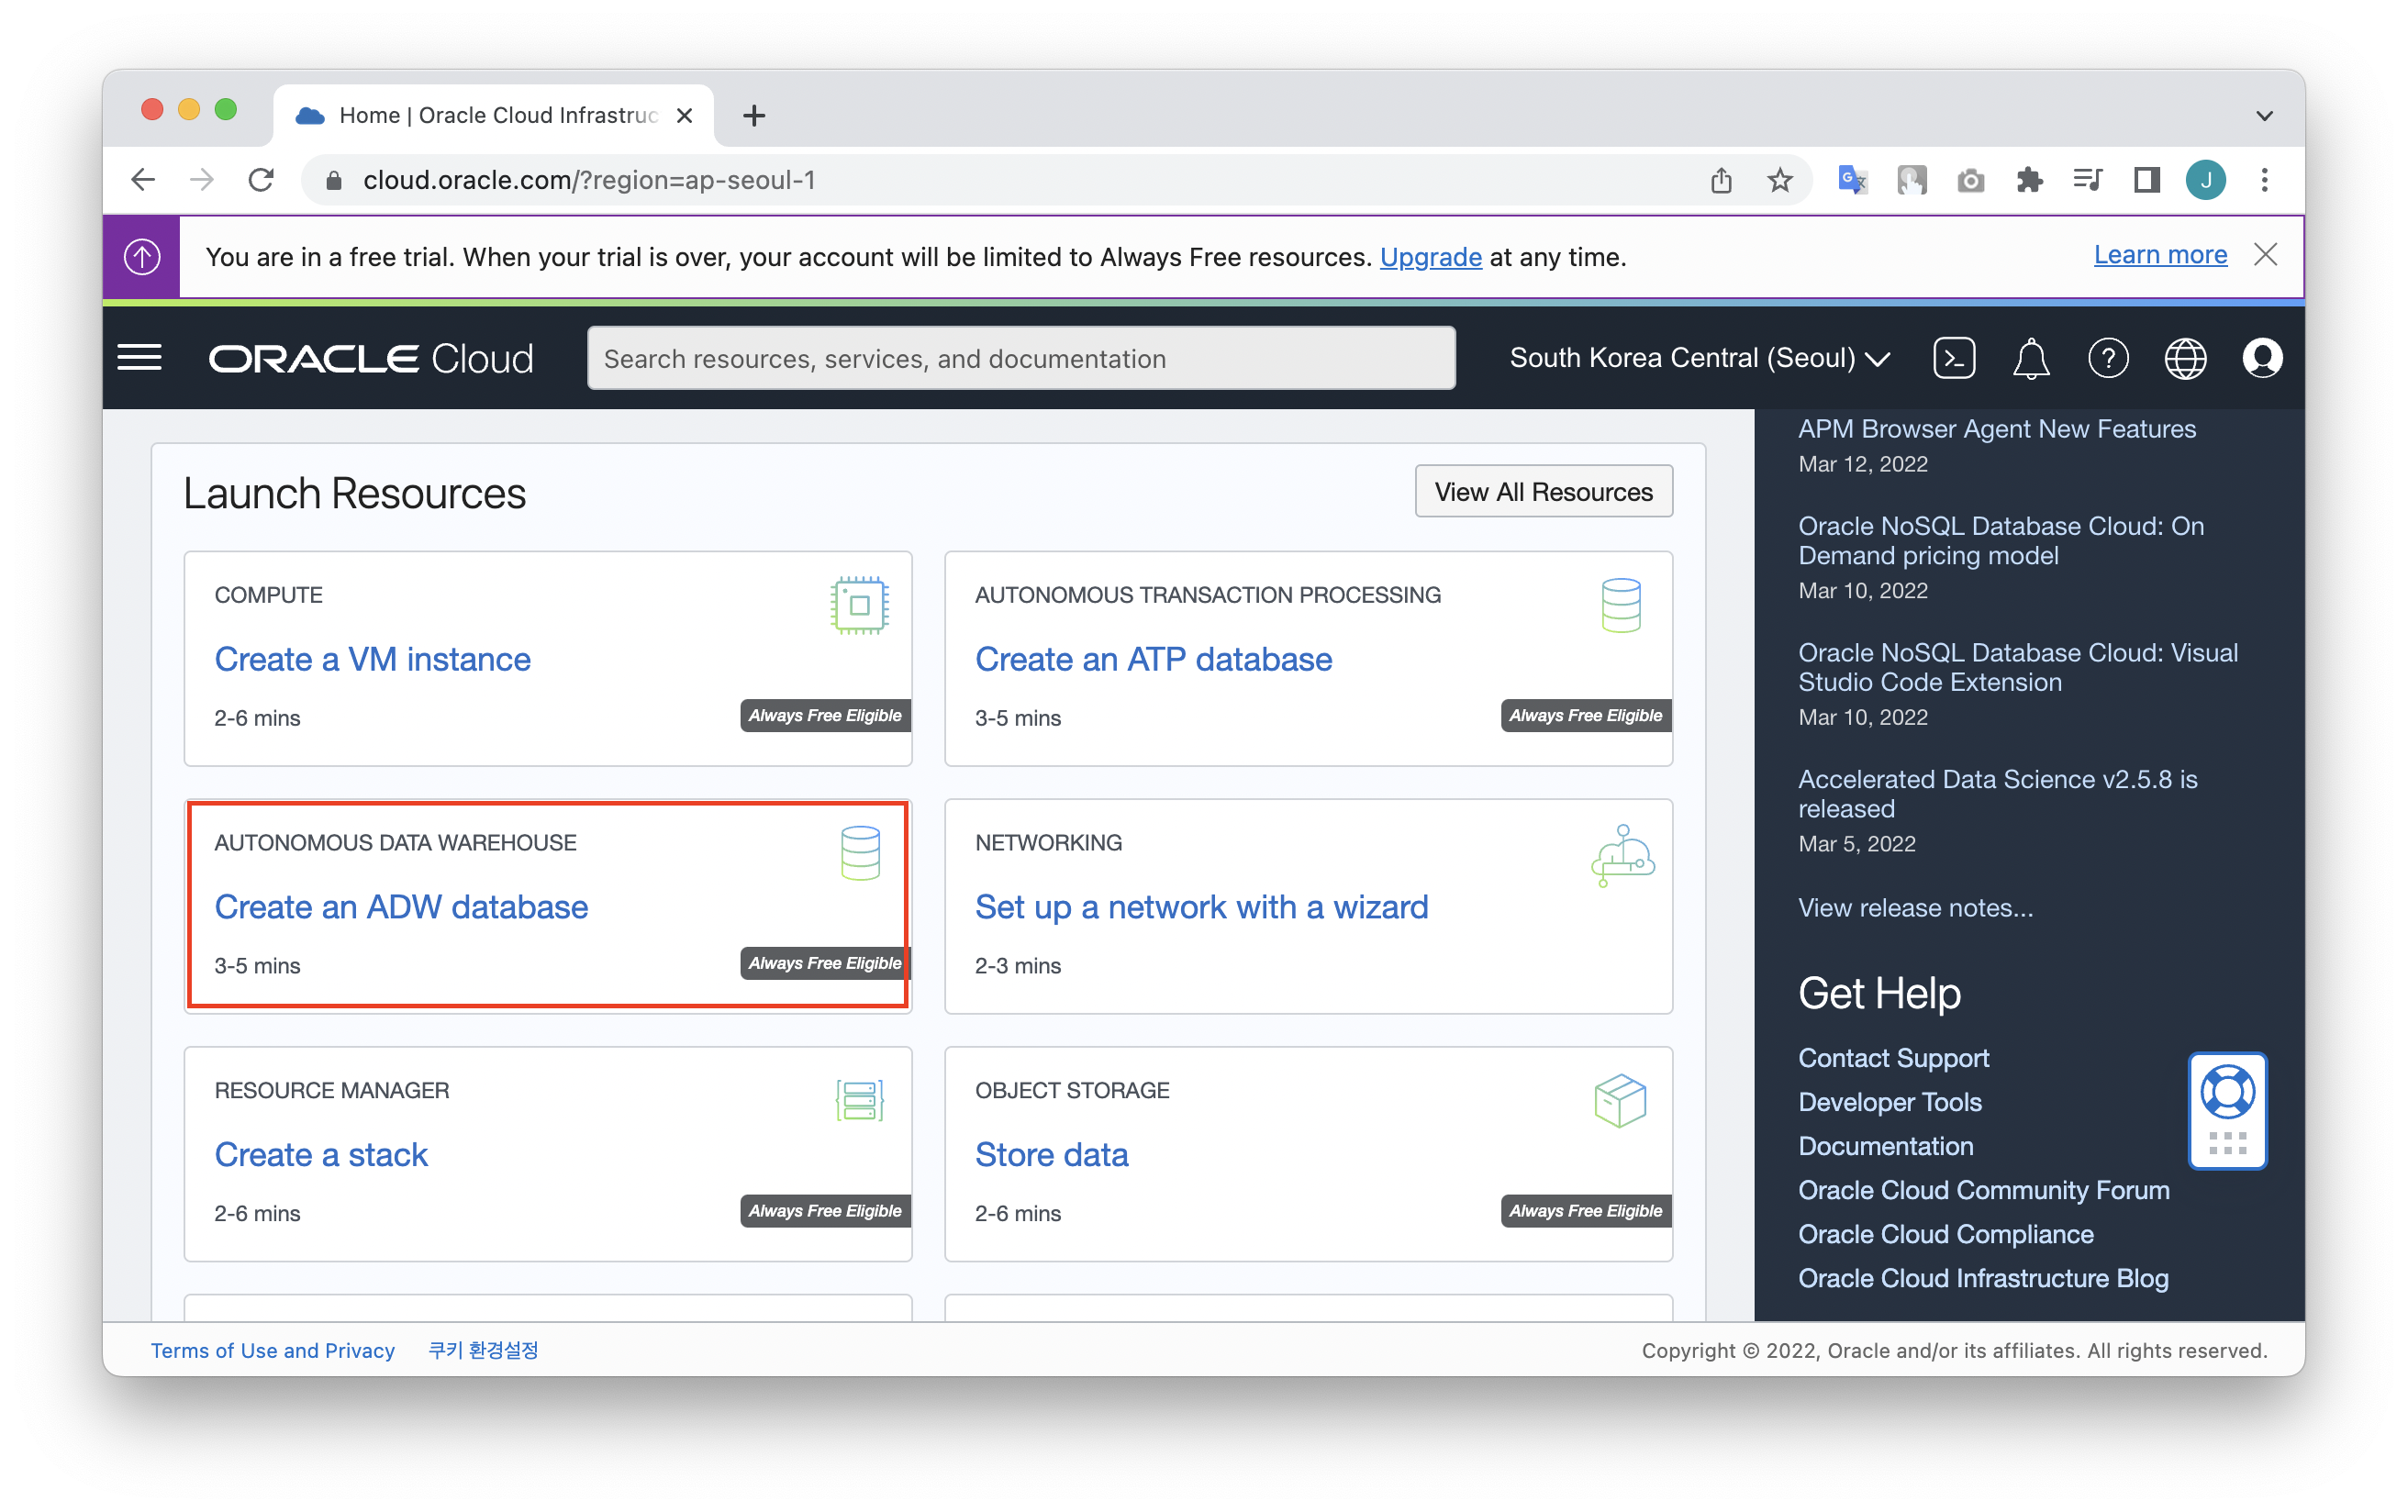 Home | Oracle Cloud Infrastruc
cloud.oracle.com/?region=ap-seoul-1
J
You are in a free trial. When your trial is over, your account will be limited to Always Free resources. Upgrade at any time.
Learn more
ORACLE Cloud
Search resources, services, and documentation
South Korea Central (Seoul)
Launch Resources
View All Resources
COMPUTE
Create a VM instance
2-6 mins
Always Free Eligible
AUTONOMOUS TRANSACTION PROCESSING
Create an ATP database
3-5 mins
Always Free Eligible
AUTONOMOUS DATA WAREHOUSE
Create an ADW database
3-5 mins
Always Free Eligible
NETWORKING
Set up a network with a wizard
2-3 mins
RESOURCE MANAGER
Create a stack
2-6 mins
Always Free Eligible
OBJECT STORAGE
Store data
2-6 mins
Always Free Eligible
APM Browser Agent New Features
Mar 12, 2022
Oracle NoSQL Database Cloud: On
Demand pricing model
Mar 10, 2022
Oracle NoSQL Database Cloud: Visual
Studio Code Extension
Mar 10, 2022
Accelerated Data Science v2.5.8 is
released
Mar 5, 2022
View release notes...
Get Help
Contact Support
Developer Tools
Documentation
Oracle Cloud Community Forum
Oracle Cloud Compliance
Oracle Cloud Infrastructure Blog
Terms of Use and Privacy
쿠키 환경설정
Copyright © 2022, Oracle and/or its affiliates. All rights reserved.